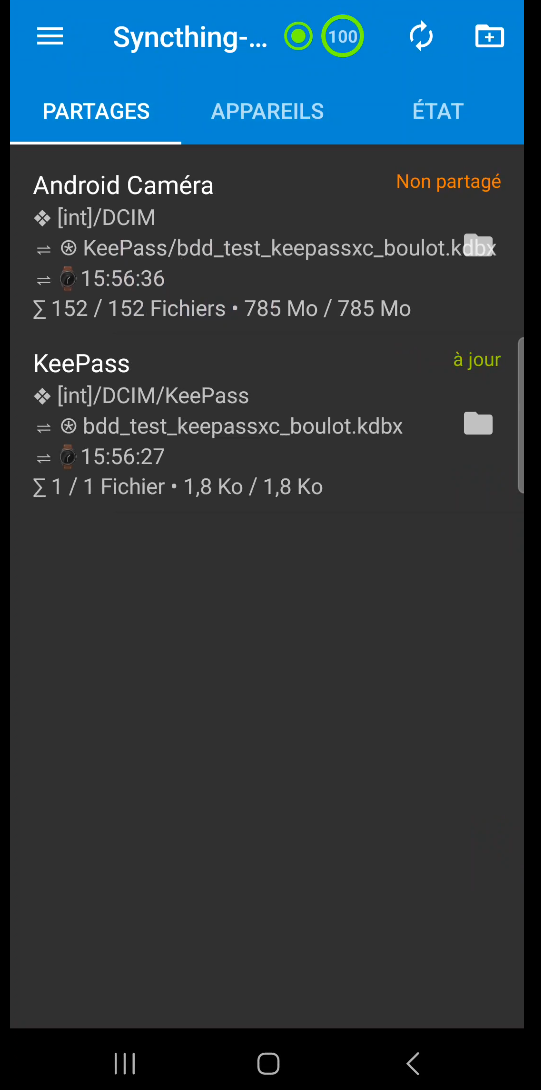 Syncthing-...
100
PARTAGES
APPAREILS
ÉTAT
Android Caméra
Non partagé
❖ [int]/DCIM
⇌ ⍟ KeePass/bdd_test_keepassxc_boulot.kdbx
⇌ ⌚ 15:56:36
∑ 152 / 152 Fichiers • 785 Mo / 785 Mo
KeePass
à jour
❖ [int]/DCIM/KeePass
⇌ ⍟ bdd_test_keepassxc_boulot.kdbx
⇌ ⌚ 15:56:27
∑ 1 / 1 Fichier • 1,8 Ko / 1,8 Ko